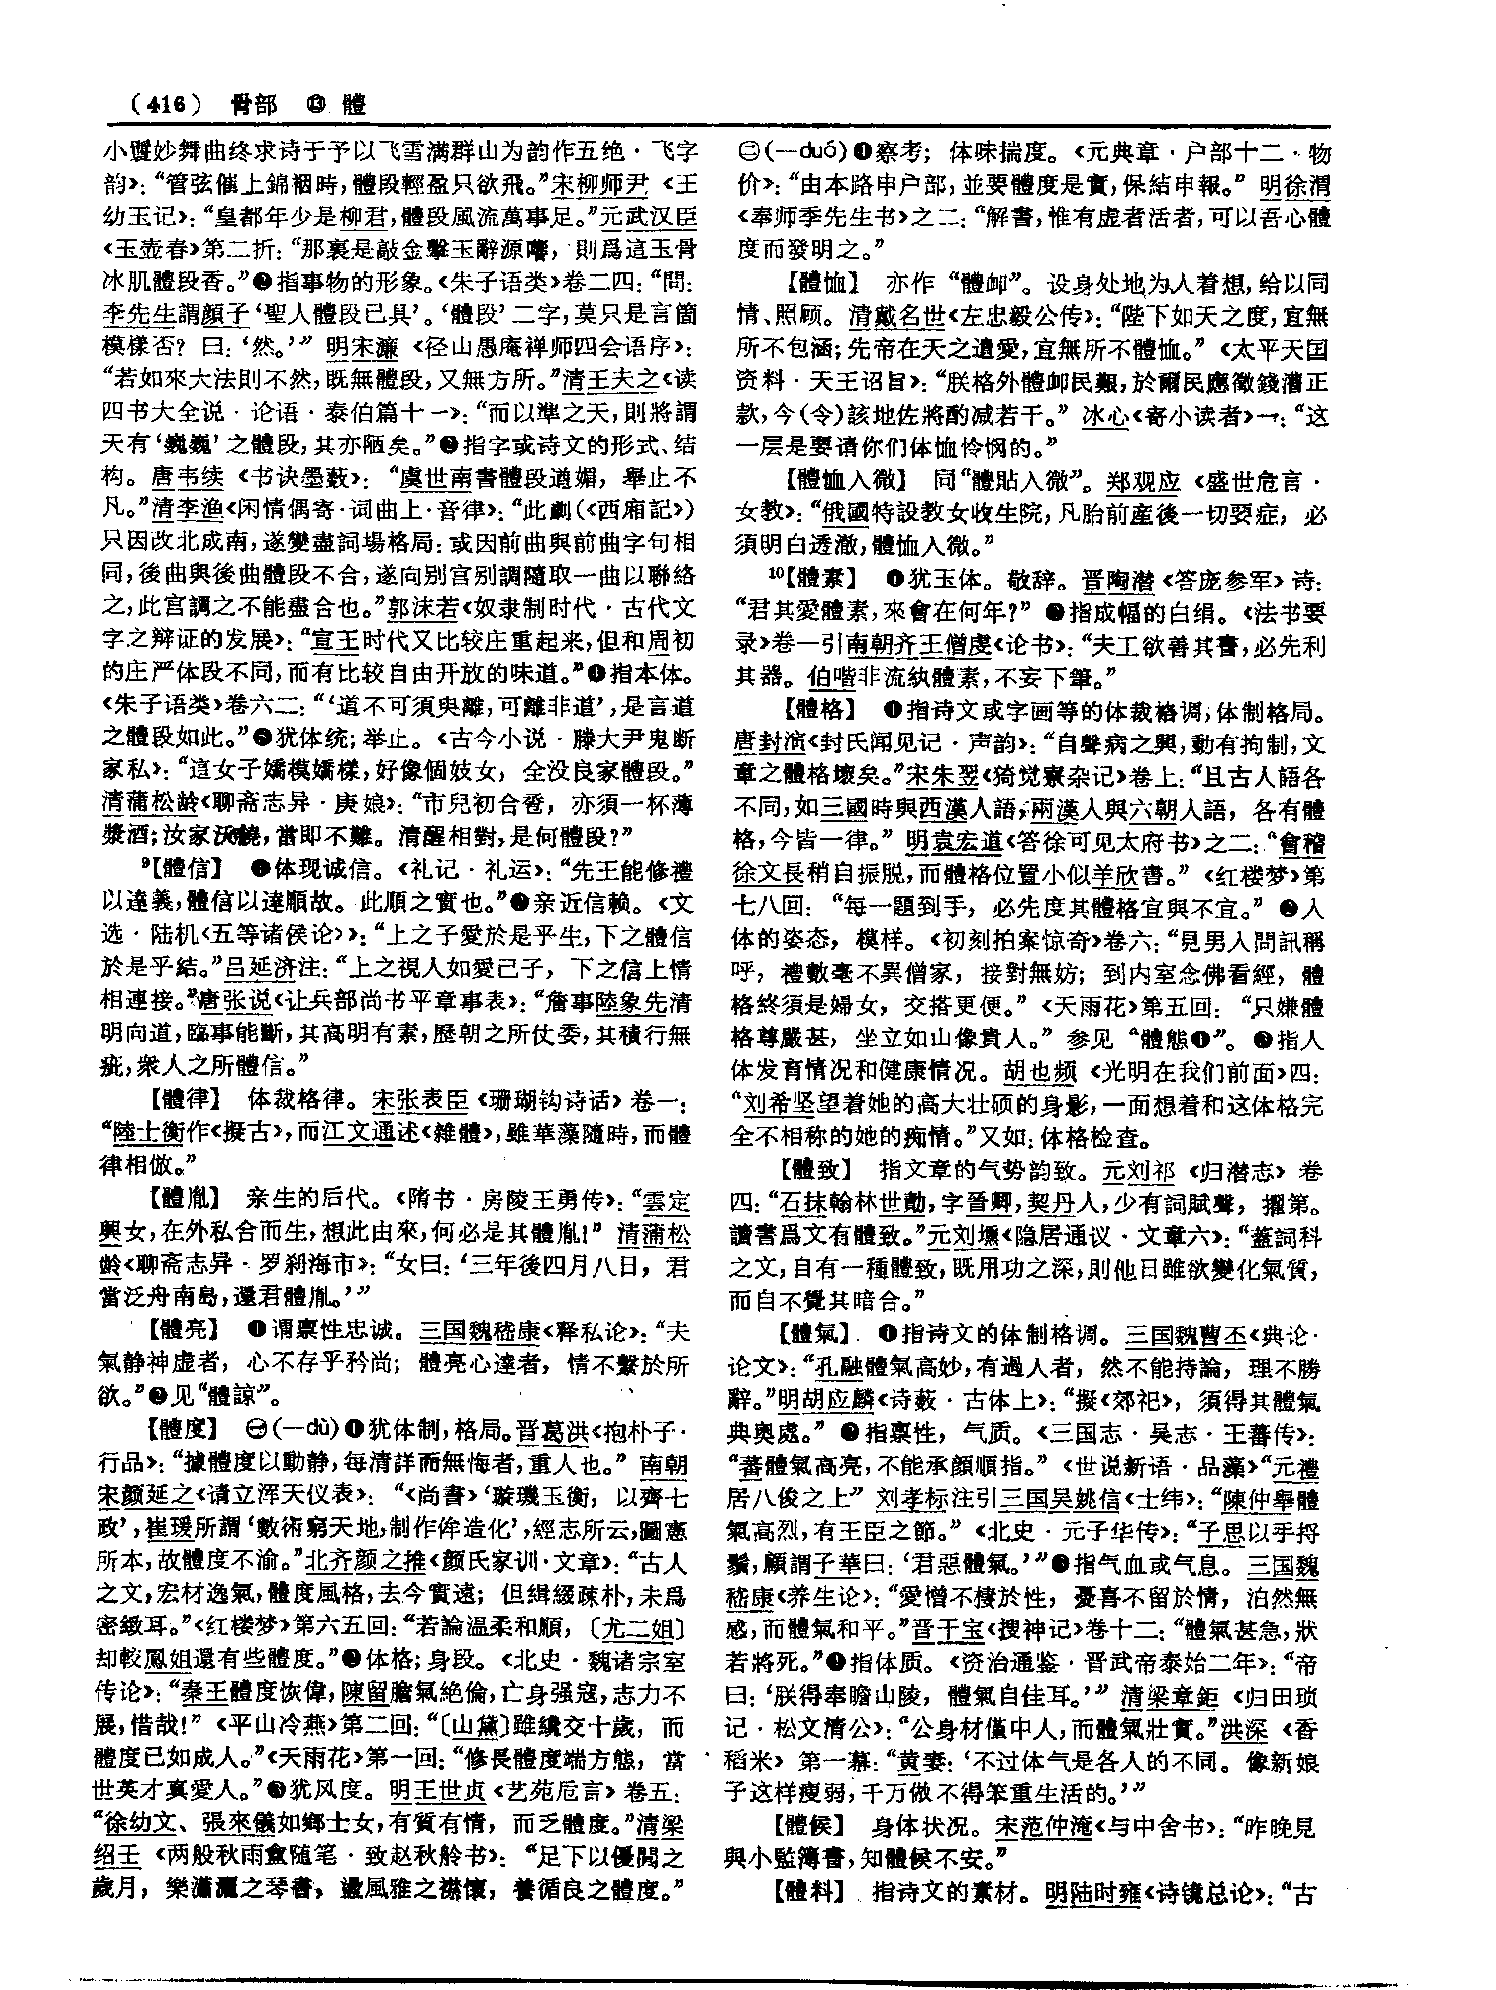 (416) 骨部 ⑬ 體
小鬟妙舞曲终求诗于予以飞雪满群山为韵作五绝·飞字
韵》：“管弦催上錦裀時，體段輕盈只欲飛。”宋柳师尹《王
幼玉记》：“皇都年少是柳君，體段風流萬事足。”元武汉臣
《玉壶春》第二折：“那裏是敲金擊玉辭源囀，則爲這玉骨
冰肌體段香。”❷指事物的形象。《朱子语类》卷二四：“問：
李先生謂顔子‘聖人體段已具’。‘體段’二字，莫只是言箇
模樣否？曰：‘然。’” 明宋濂《径山愚庵禅师四会语序》：
“若如來大法則不然，既無體段，又無方所。”清王夫之《读
四书大全说·论语·泰伯篇十一》：“而以準之天，則將謂
天有‘巍巍’之體段，其亦陋矣。”❸指字或诗文的形式、结
构。唐韦续《书诀墨薮》：“虞世南書體段遒媚，舉止不
凡。”清李渔《闲情偶寄·词曲上·音律》：“此劇（《西廂記》）
只因改北成南，遂變盡詞場格局：或因前曲與前曲字句相
同，後曲與後曲體段不合，遂向别宫别調隨取一曲以聯絡
之，此宫調之不能盡合也。”郭沫若《奴隶制时代·古代文
字之辩证的发展》：“宣王时代又比较庄重起来，但和周初
的庄严体段不同，而有比较自由开放的味道。”❹指本体。
《朱子语类》卷六二：“‘道不可須臾離，可離非道’，是言道
之體段如此。”❺犹体统；举止。《古今小说·滕大尹鬼断
家私》：“這女子嬌模嬌樣，好像個妓女，全没良家體段。”
清蒲松龄《聊斋志异·庚娘》：“市兒初合卺，亦須一杯薄
漿酒；汝家沃饒，當即不難。清醒相對，是何體段？”
⁹【體信】 ❶体现诚信。《礼记·礼运》：“先王能修禮
以達義，體信以達順故。此順之實也。”❷亲近信赖。《文
选·陆机〈五等诸侯论〉》：“上之子愛於是乎生，下之體信
於是乎結。”吕延济注：“上之視人如愛己子，下之信上情
相連接。”唐张说《让兵部尚书平章事表》：“詹事陸象先清
明向道，臨事能斷，其高明有素，歷朝之所仗委，其積行無
疵，衆人之所體信。”
【體律】 体裁格律。宋张表臣《珊瑚钩诗话》卷一：
“陸士衡作《擬古》，而江文通述《雜體》，雖華藻隨時，而體
律相倣。”
【體胤】 亲生的后代。《隋书·房陵王勇传》：“雲定
興女，在外私合而生，想此由來，何必是其體胤！” 清蒲松
龄《聊斋志异·罗刹海市》：“女曰：‘三年後四月八日，君
當泛舟南島，還君體胤。’”
【體亮】 ❶谓禀性忠诚。三国魏嵇康《释私论》：“夫
氣静神虚者，心不存乎矜尚；體亮心達者，情不繫於所
欲。”❷见“體諒”。
【體度】 ㊀(—dù)❶犹体制，格局。晋葛洪《抱朴子·
行品》：“據體度以動静，每清詳而無悔者，重人也。” 南朝
宋颜延之《请立浑天仪表》：“《尚書》‘璇璣玉衡，以齊七
政’，崔瑗所謂‘數術窮天地，制作侔造化’，經志所云，圖憲
所本，故體度不渝。”北齐颜之推《颜氏家训·文章》：“古人
之文，宏材逸氣，體度風格，去今實遠；但緝綴疎朴，未爲
密緻耳。”《红楼梦》第六五回：“若論温柔和順，〔尤二姐〕
却較鳳姐還有些體度。”❷体格；身段。《北史·魏诸宗室
传论》：“秦王體度恢偉，陳留膽氣絶倫，亡身强寇，志力不
展，惜哉！” 《平山冷燕》第二回：“〔山黛〕雖纔交十歲，而
體度已如成人。”《天雨花》第一回：“修長體度端方態，當
世英才真愛人。”❸犹风度。明王世贞《艺苑卮言》卷五：
“徐幼文、張來儀如鄉士女，有質有情，而乏體度。”清梁
绍壬《两般秋雨盦随笔·致赵秋舲书》：“足下以優閒之
歲月，樂瀟灑之琴書，邀風雅之襟懷，養循良之體度。”
㊁(—duó)❶察考；体味揣度。《元典章·户部十二·物
价》：“由本路申户部，並要體度是實，保結申報。” 明徐渭
《奉师季先生书》之二：“解書，惟有虚者活者，可以吾心體
度而發明之。”
【體恤】 亦作“體卹”。设身处地为人着想，给以同
情、照顾。清戴名世《左忠毅公传》：“陛下如天之度，宜無
所不包涵；先帝在天之遺愛，宜無所不體恤。” 《太平天国
资料·天王诏旨》：“朕格外體卹民艱，於爾民應徵錢漕正
款，今（令）該地佐將酌减若干。” 冰心《寄小读者》一：“这
一层是要请你们体恤怜悯的。”
【體恤入微】 同“體貼入微”。郑观应《盛世危言·
女教》：“俄國特設教女收生院，凡胎前産後一切要症，必
須明白透澈，體恤入微。”
¹⁰【體素】 ❶犹玉体。敬辞。晋陶潜《答庞参军》诗：
“君其愛體素，來會在何年？” ❷指成幅的白绢。《法书要
录》卷一引南朝齐王僧虔《论书》：“夫工欲善其書，必先利
其器。伯喈非流紈體素，不妄下筆。”
【體格】 ❶指诗文或字画等的体裁格调；体制格局。
唐封演《封氏闻见记·声韵》：“自聲病之興，動有拘制，文
章之體格壞矣。”宋朱翌《猗觉寮杂记》卷上：“且古人語各
不同，如三國時與西漢人語；兩漢人與六朝人語，各有體
格，今皆一律。” 明袁宏道《答徐可见太府书》之二：“會稽
徐文長稍自振脱，而體格位置小似羊欣書。” 《红楼梦》第
七八回：“每一題到手，必先度其體格宜與不宜。” ❷人
体的姿态，模样。《初刻拍案惊奇》卷六：“見男人問訊稱
呼，禮數毫不異僧家，接對無妨；到内室念佛看經，體
格終須是婦女，交搭更便。” 《天雨花》第五回：“只嫌體
格尊嚴甚，坐立如山像貴人。” 参见“體態❶”。❸指人
体发育情况和健康情况。胡也频《光明在我们前面》四：
“刘希坚望着她的高大壮硕的身影，一面想着和这体格完
全不相称的她的痴情。”又如：体格检查。
【體致】 指文章的气势韵致。元刘祁《归潜志》卷
四：“石抹翰林世勣，字晉卿，契丹人，少有詞賦聲，擢第。
讀書爲文有體致。”元刘壎《隐居通议·文章六》：“蓋詞科
之文，自有一種體致，既用功之深，則他日雖欲變化氣質，
而自不覺其暗合。”
【體氣】 ❶指诗文的体制格调。三国魏曹丕《典论·
论文》：“孔融體氣高妙，有過人者，然不能持論，理不勝
辭。”明胡应麟《诗薮·古体上》：“擬《郊祀》，須得其體氣
典奥處。” ❷指禀性，气质。《三国志·吴志·王蕃传》：
“蕃體氣高亮，不能承顔順指。” 《世说新语·品藻》“元禮
居八俊之上” 刘孝标注引三国吴姚信《士纬》：“陳仲舉體
氣高烈，有王臣之節。” 《北史·元子华传》：“子思以手捋
鬚，顧謂子華曰：‘君惡體氣。’”❸指气血或气息。三国魏
嵇康《养生论》：“愛憎不棲於性，憂喜不留於情，泊然無
感，而體氣和平。”晋干宝《搜神记》卷十二：“體氣甚急，狀
若將死。”❹指体质。《资治通鉴·晋武帝泰始二年》：“帝
曰：‘朕得奉瞻山陵，體氣自佳耳。’” 清梁章鉅《归田琐
记·松文清公》：“公身材僅中人，而體氣壯實。”洪深《香
稻米》第一幕：“黄妻：‘不过体气是各人的不同。像新娘
子这样瘦弱，千万做不得笨重生活的。’”
【體候】 身体状况。宋范仲淹《与中舍书》：“昨晚見
與小監簿書，知體候不安。”
【體料】 指诗文的素材。明陆时雍《诗镜总论》：“古